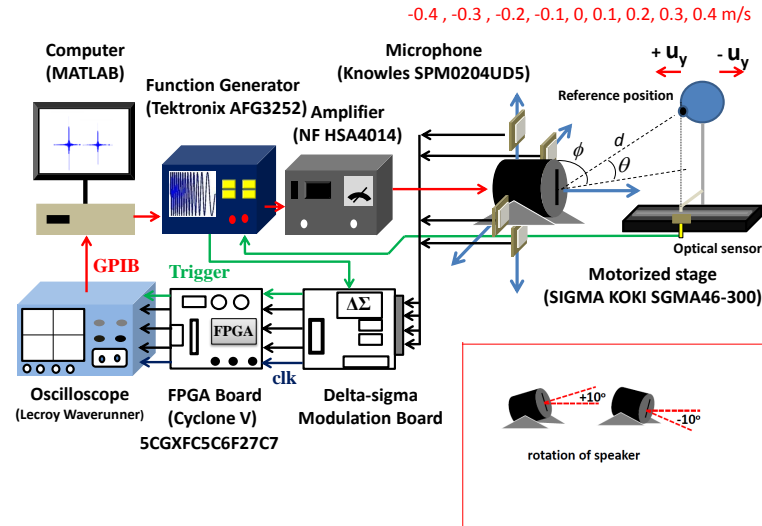 -0.4 , -0.3 , -0.2, -0.1, 0, 0.1, 0.2, 0.3, 0.4 m/s
Computer
(MATLAB)
Function Generator
(Tektronix AFG3252)
Amplifier
(NF HSA4014)
Microphone
(Knowles SPM0204UD5)
+ uy
- uy
Reference position
d
ϕ
θ
Optical sensor
Motorized stage
(SIGMA KOKI SGMA46-300)
GPIB
Trigger
ΔΣ
FPGA
clk
Oscilloscope
(Lecroy Waverunner)
FPGA Board
(Cyclone V)
5CGXFC5C6F27C7
Delta-sigma
Modulation Board
+10°
-10°
rotation of speaker